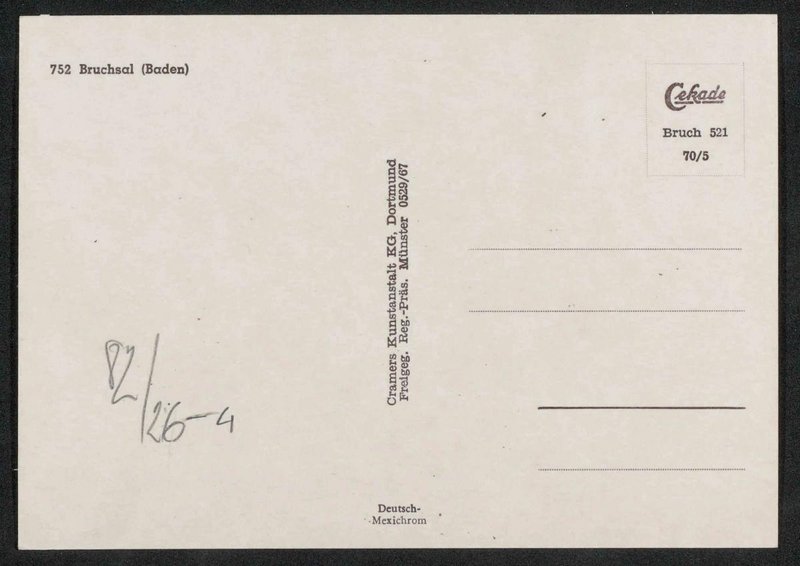 752 Bruchsal (Baden)
Cekade
Bruch 521
70/5
Cramers Kunstanstalt KG, Dortmund
Freigeg. Reg.-Präs. Münster 0529/67
82/26-4
Deutsch-
Mexichrom